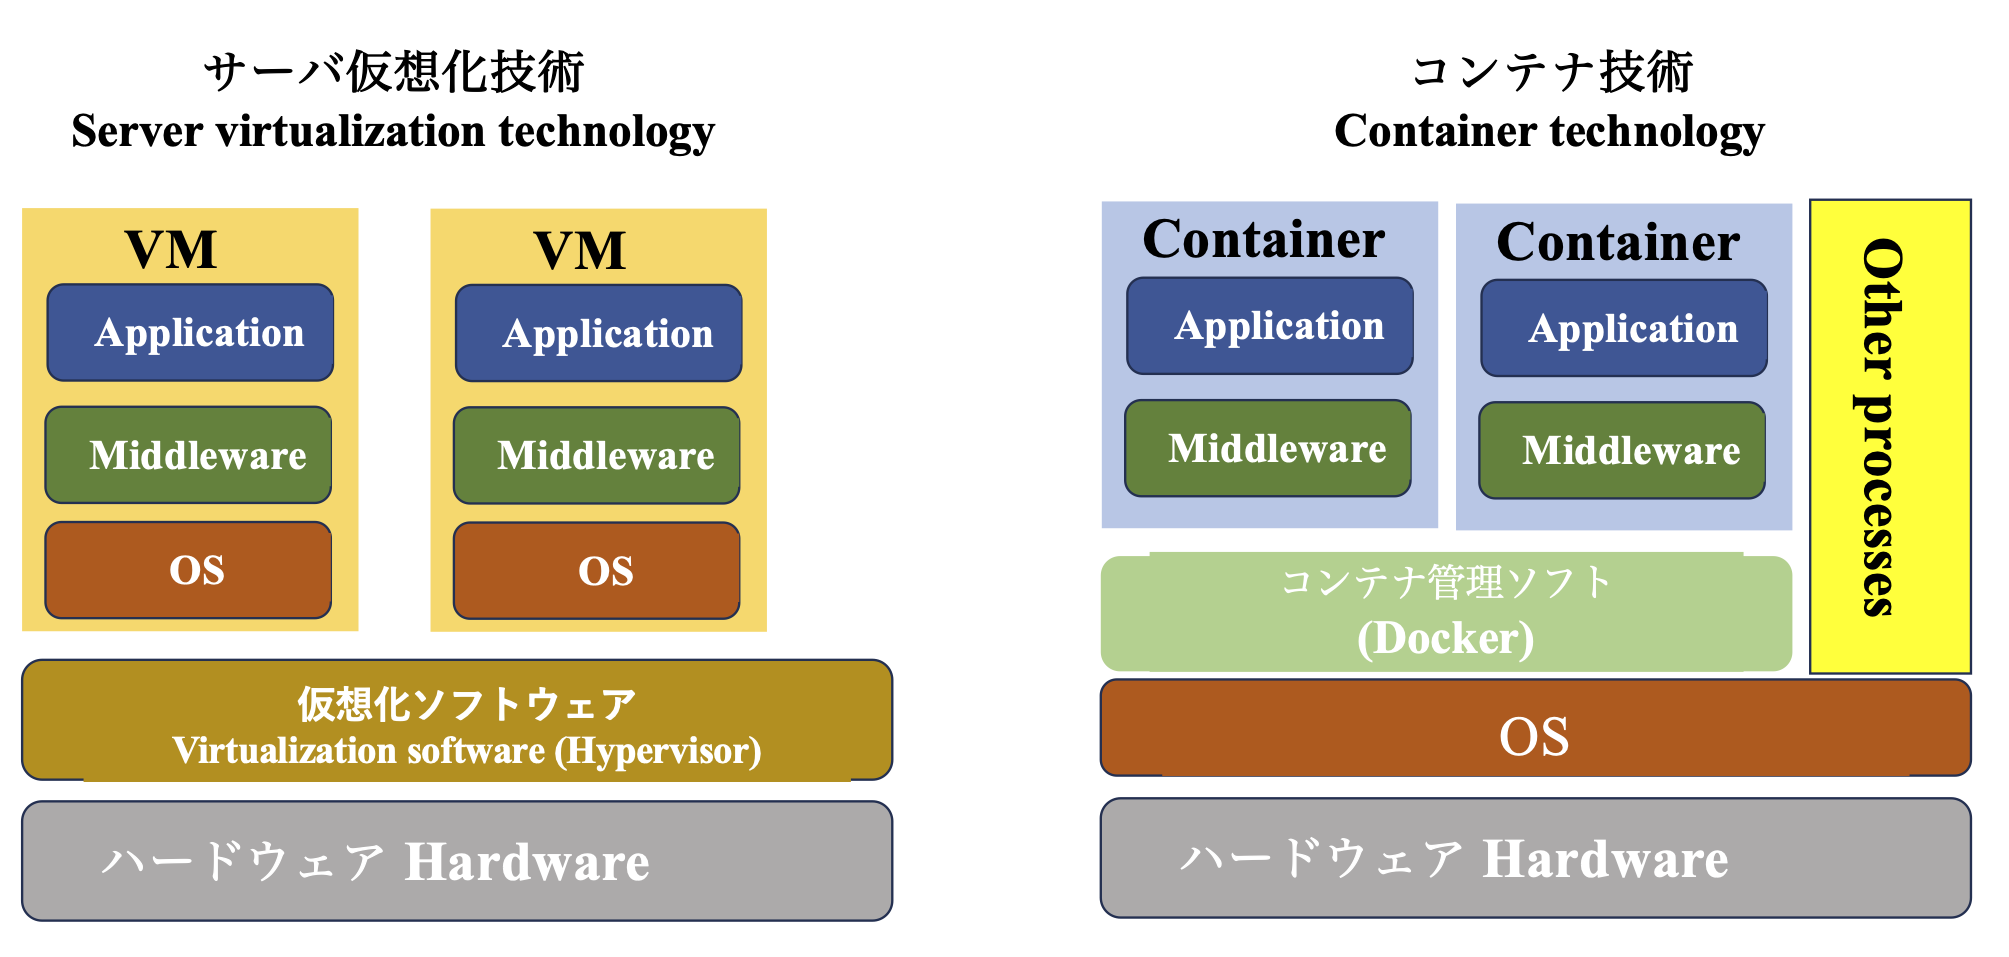 サーバ仮想化技術
Server virtualization technology
VM
Application
Middleware
OS
VM
Application
Middleware
OS
仮想化ソフトウェア
Virtualization software (Hypervisor)
ハードウェア Hardware
コンテナ技術
Container technology
Container
Application
Middleware
Container
Application
Middleware
Other processes
コンテナ管理ソフト
(Docker)
OS
ハードウェア Hardware